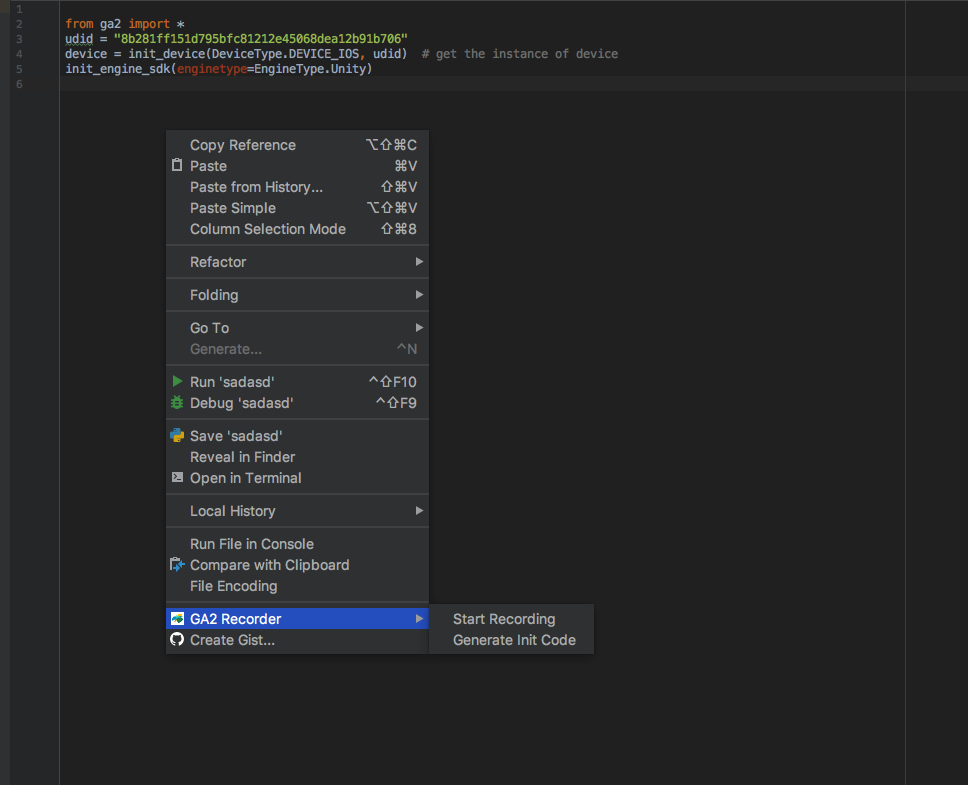 1
2 from ga2 import *
3 udid = "8b281ff151d795bfc81212e45068dea12b91b706"
4 device = init_device(DeviceType.DEVICE_IOS, udid)  # get the instance of device
5 init_engine_sdk(enginetype=EngineType.Unity)
6
Copy Reference ⌥⇧⌘C
Paste ⌘V
Paste from History... ⇧⌘V
Paste Simple ⌥⇧⌘V
Column Selection Mode ⇧⌘8
Refactor
Folding
Go To
Generate... ^N
Run 'sadasd' ^⇧F10
Debug 'sadasd' ^⇧F9
Save 'sadasd'
Reveal in Finder
Open in Terminal
Local History
Run File in Console
Compare with Clipboard
File Encoding
GA2 Recorder
Start Recording
Create Gist...
Generate Init Code